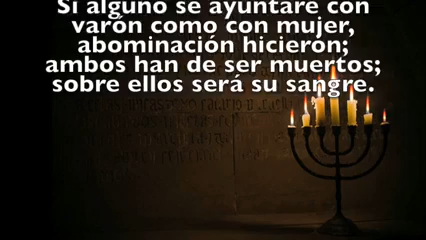 Si alguno se ayuntare con
varón como con mujer,
abominación hicieron;
ambos han de ser muertos;
sobre ellos será su sangre.